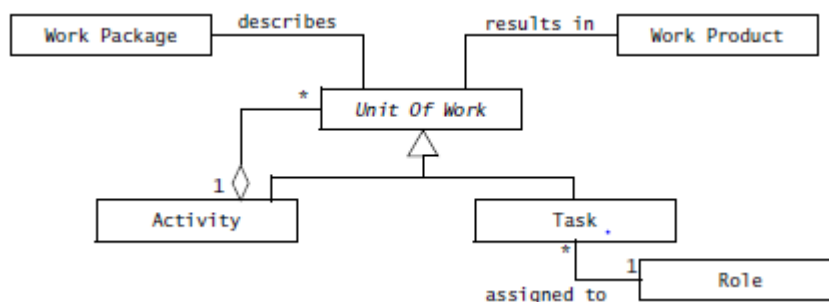 describes
results in
Work Package
Work Product
*
Unit Of Work
1
Activity
Task
*
1
Role
assigned to